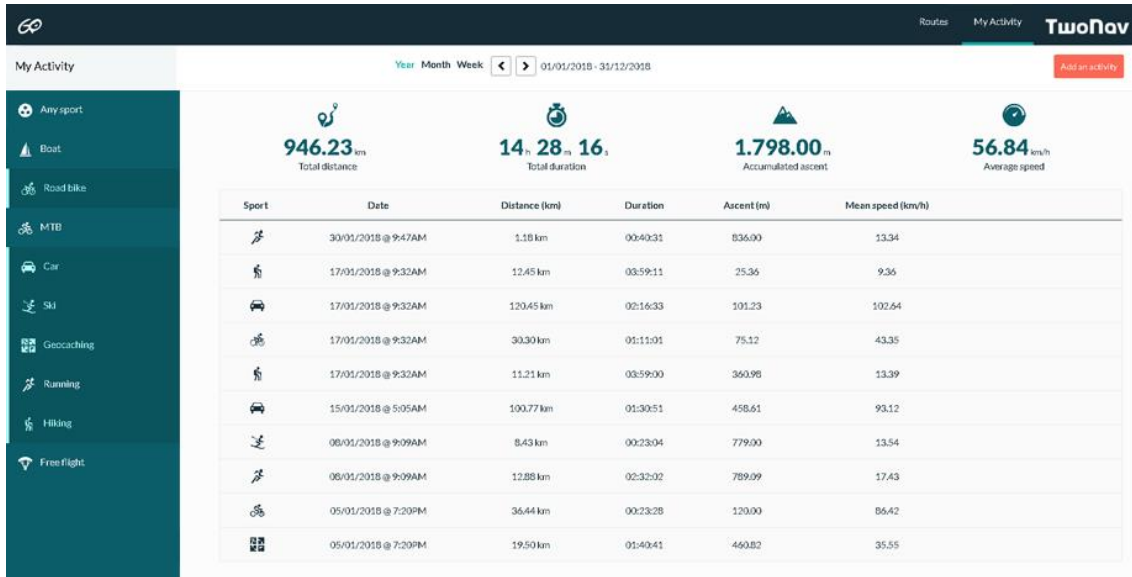 Routes My Activity TwoNav
My Activity Year Month Week 01/01/2018 - 31/12/2018 Add an activity
Any sport
Boat
Road bike
MTB
Car
Ski
Geocaching
Running
Hiking
Free flight
946.23 km 14 h 28 m 16 s 1.798.00 m 56.84 km/h
Total distance Total duration Accumulated ascent Average speed
Sport Date Distance (km) Duration Ascent (m) Mean speed (km/h)
30/01/2018 @ 9:47AM 1.18 km 00:40:31 836.00 13.34
17/01/2018 @ 9:32AM 12.45 km 03:59:11 25.36 9.36
17/01/2018 @ 9:32AM 120.45 km 02:16:33 101.23 102.64
17/01/2018 @ 9:32AM 30.30 km 01:11:01 75.12 43.35
17/01/2018 @ 9:32AM 11.21 km 03:59:00 360.98 13.39
15/01/2018 @ 5:05AM 100.77 km 01:30:51 458.61 93.12
08/01/2018 @ 9:09AM 8.43 km 00:23:04 779.00 13.54
08/01/2018 @ 9:09AM 12.88 km 02:32:02 789.09 17.43
05/01/2018 @ 7:20PM 36.44 km 00:23:28 120.00 86.42
05/01/2018 @ 7:20PM 19.50 km 01:40:41 460.82 35.55